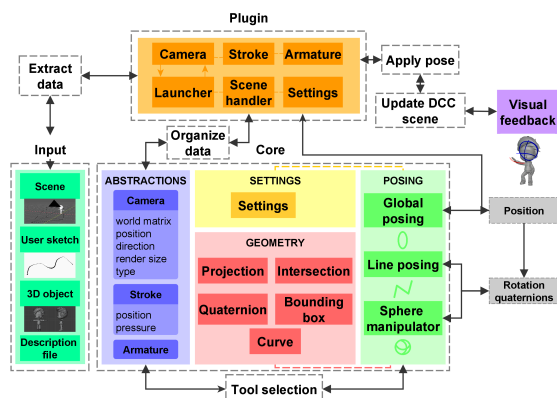 Plugin
Camera
Stroke
Armature
Launcher
Scene
handler
Settings
Extract
data
Apply pose
Update DCC
scene
Visual
feedback
Organize
data
Input
Core
Scene
User sketch
3D object
Description
file
ABSTRACTIONS
Camera
world matrix
position
direction
render size
type
Stroke
position
pressure
Armature
SETTINGS
Settings
GEOMETRY
Projection
Intersection
Quaternion
Bounding
box
Curve
POSING
Global
posing
Line posing
Sphere
manipulator
Position
Rotation
quaternions
Tool selection